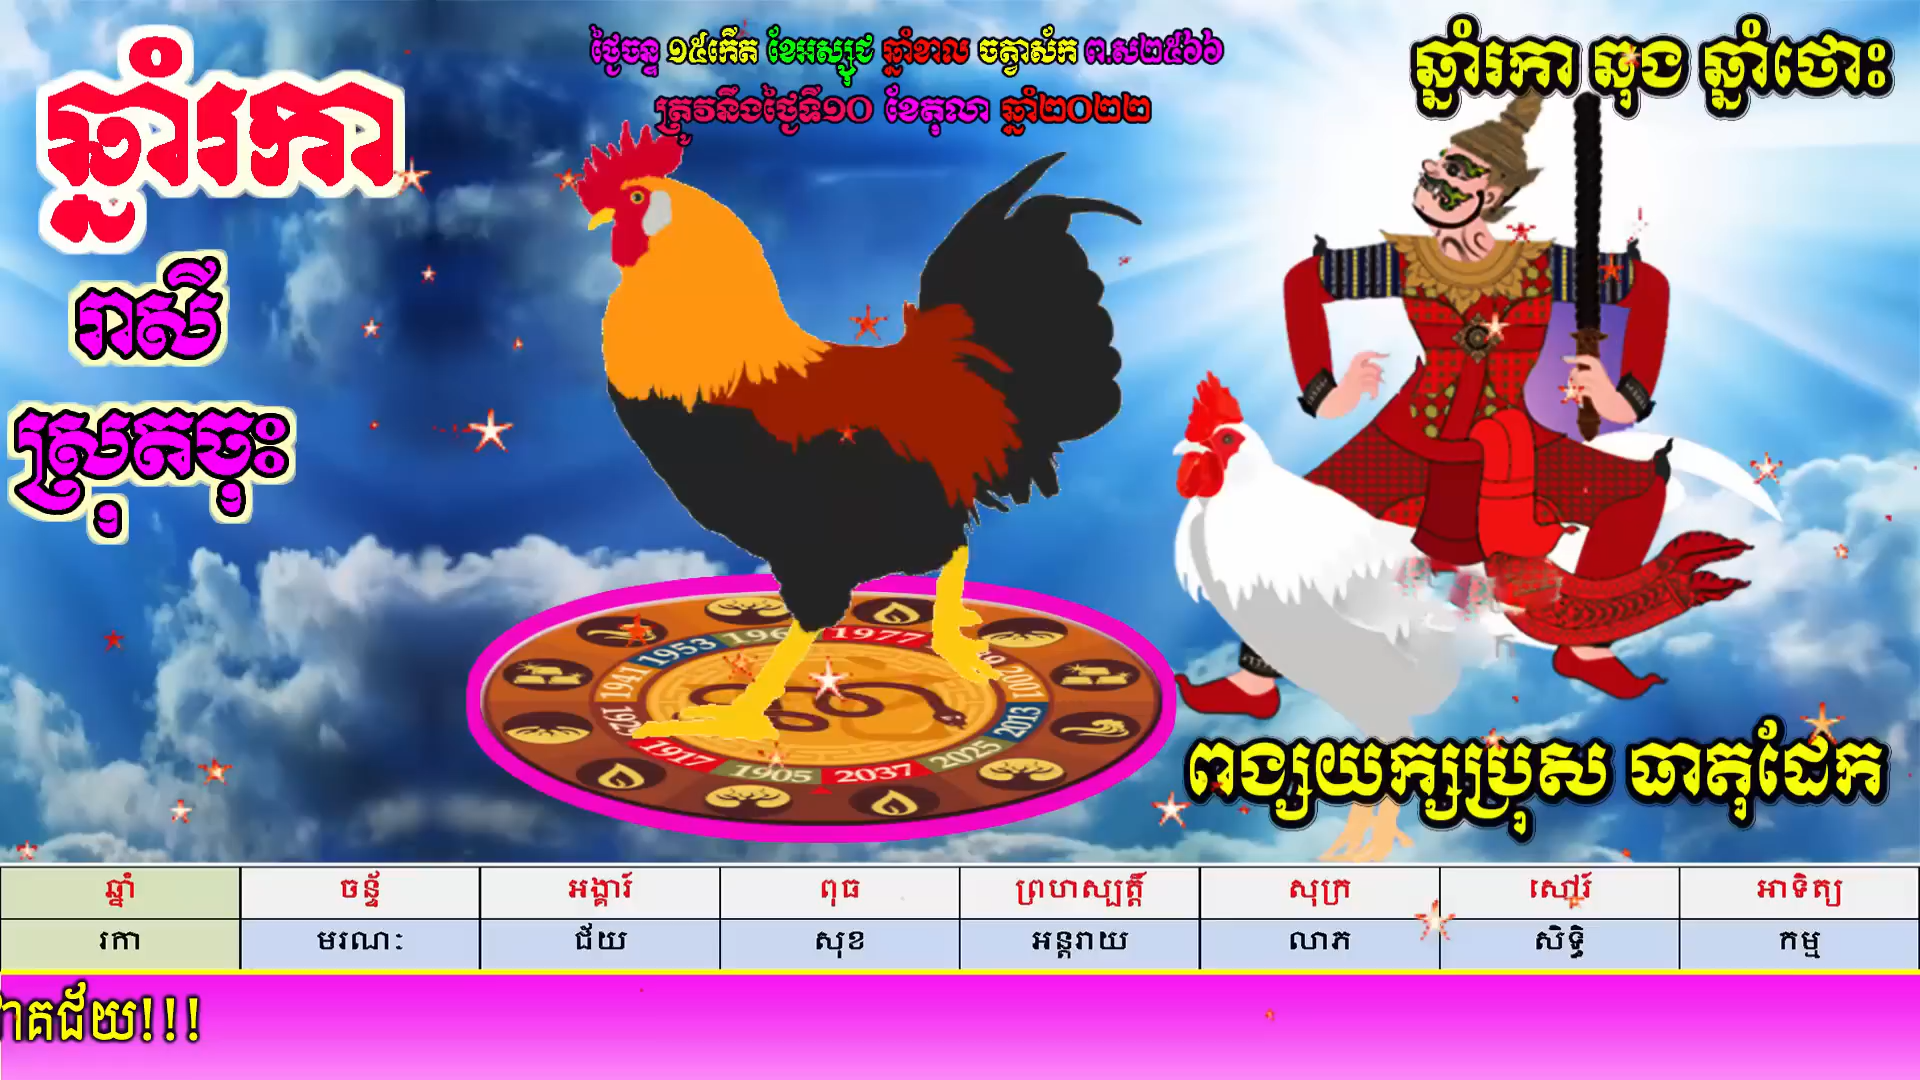 ថ្ងៃចន្ទ ១៥កើត ខែអស្សុជ ឆ្នាំខាល ចត្វាស័ក ព.ស២៥៦៦
ត្រូវនឹងថ្ងៃទី១០ ខែតុលា ឆ្នាំ២០២២
ឆ្នាំរកា
រាសី
ស្រុតចុះ
ឆ្នាំរកា ឆុង ឆ្នាំថោះ
1941 1953 1977
2001 2013 2025 2037
1905 1917
ពង្សយក្សប្រុស ធាតុដែក
ឆ្នាំ ចន្ទ័ អង្គារ៍ ពុធ ព្រហស្បត្តិ៍ សុក្រ សៅរ៍ អាទិត្យ
រកា មរណៈ ជ័យ សុខ អន្តរាយ លាភ សិទ្ធិ កម្ម
គជ័យ!!!